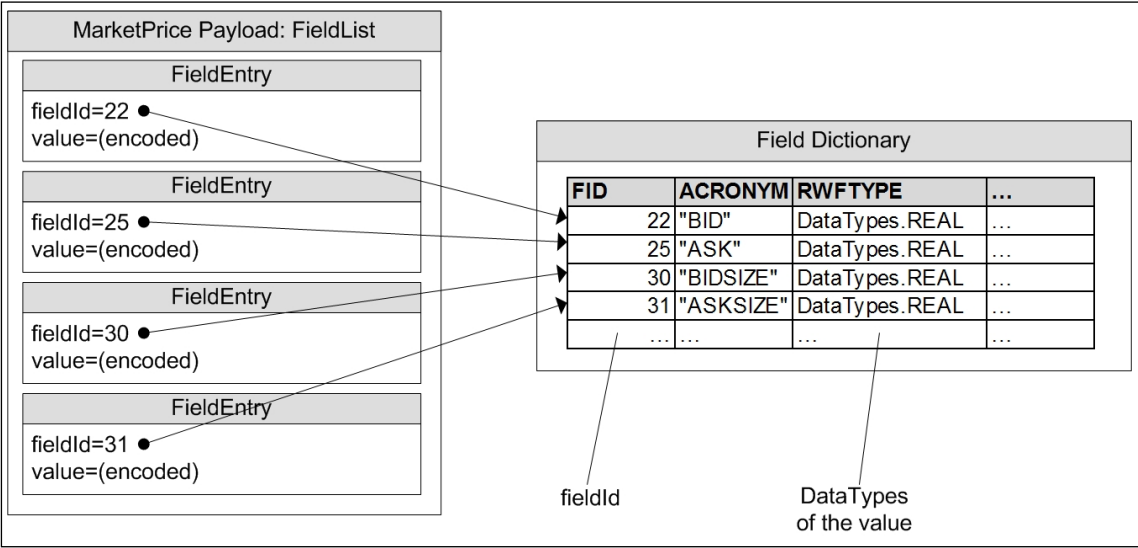 MarketPrice Payload: FieldList
FieldEntry
fieldId=22
value=(encoded)
FieldEntry
fieldId=25
value=(encoded)
FieldEntry
fieldId=30
value=(encoded)
FieldEntry
fieldId=31
value=(encoded)
Field Dictionary
FID ACRONYM RWFTYPE ...
22 "BID" DataTypes.REAL ...
25 "ASK" DataTypes.REAL ...
30 "BIDSIZE" DataTypes.REAL ...
31 "ASKSIZE" DataTypes.REAL ...
... ... ... ...
fieldId
DataTypes
of the value